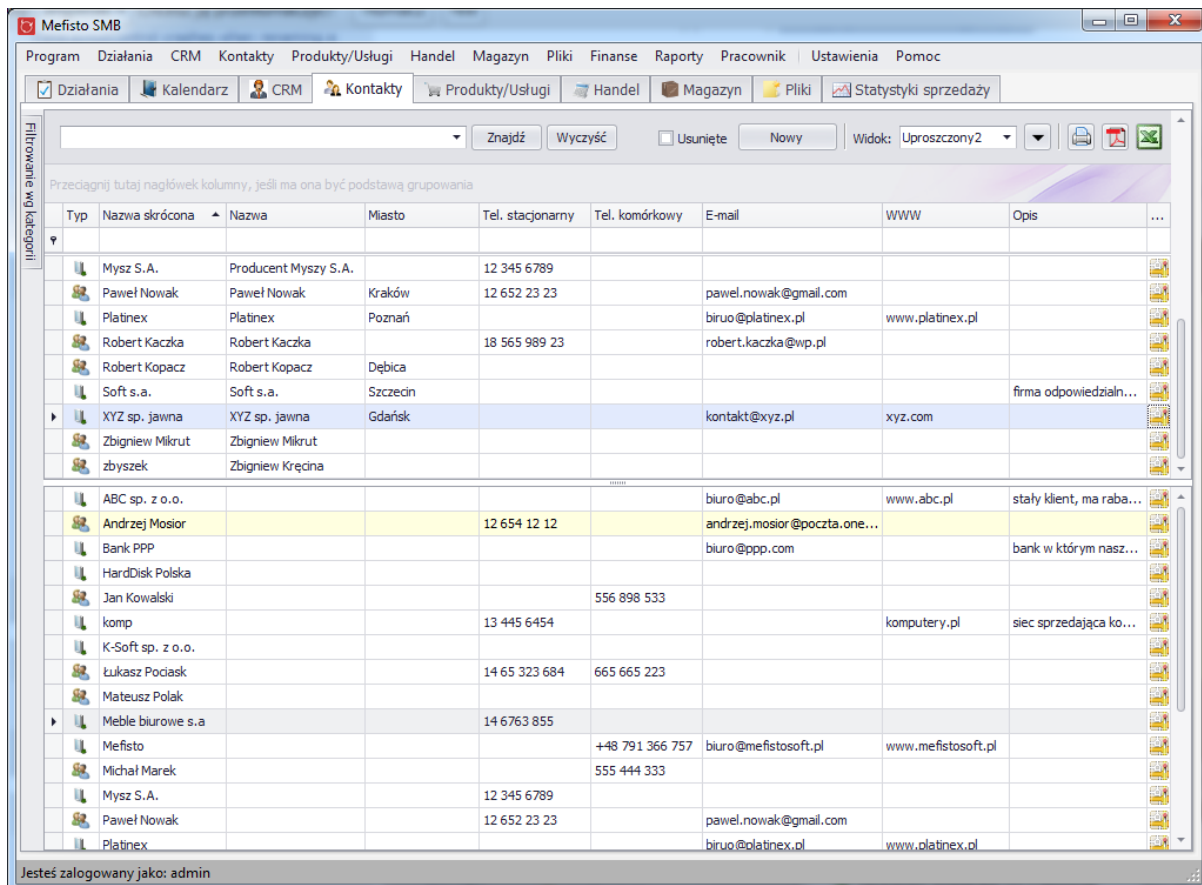 Mefisto SMB
Program Działania CRM Kontakty Produkty/Usługi Handel Magazyn Pliki Finanse Raporty Pracownik Ustawienia Pomoc
Działania Kalendarz CRM Kontakty Produkty/Usługi Handel Magazyn Pliki Statystyki sprzedaży
Filtrowanie wg kategorii
Znajdź Wyczyść Usunięte Nowy Widok: Uproszczony2
Przeciągnij tutaj nagłówek kolumny, jeśli ma ona być podstawą grupowania
Typ Nazwa skrócona Nazwa Miasto Tel. stacjonarny Tel. komórkowy E-mail WWW Opis ...
Mysz S.A. Producent Myszy S.A. 12 345 6789
Paweł Nowak Paweł Nowak Kraków 12 652 23 23 pawel.nowak@gmail.com
Platinex Platinex Poznań biruo@platinex.pl www.platinex.pl
Robert Kaczka Robert Kaczka 18 565 989 23 robert.kaczka@wp.pl
Robert Kopacz Robert Kopacz Dębica
Soft s.a. Soft s.a. Szczecin firma odpowiedzialn...
XYZ sp. jawna XYZ sp. jawna Gdańsk kontakt@xyz.pl xyz.com
Zbigniew Mikrut Zbigniew Mikrut
zbyszek Zbigniew Kręcina
ABC sp. z o.o. biuro@abc.pl www.abc.pl stały klient, ma raba...
Andrzej Mosior 12 654 12 12 andrzej.mosior@poczta.one...
Bank PPP biuro@ppp.com bank w którym nasz...
HardDisk Polska
Jan Kowalski 556 898 533
komp 13 445 6454 komputery.pl siec sprzedająca ko...
K-Soft sp. z o.o.
Łukasz Pociask 14 65 323 684 665 665 223
Mateusz Polak
Meble biurowe s.a 14 6763 855
Mefisto +48 791 366 757 biuro@mefistosoft.pl www.mefistosoft.pl
Michał Marek 555 444 333
Mysz S.A. 12 345 6789
Paweł Nowak 12 652 23 23 pawel.nowak@gmail.com
Platinex biruo@platinex.pl www.platinex.pl
Jesteś zalogowany jako: admin